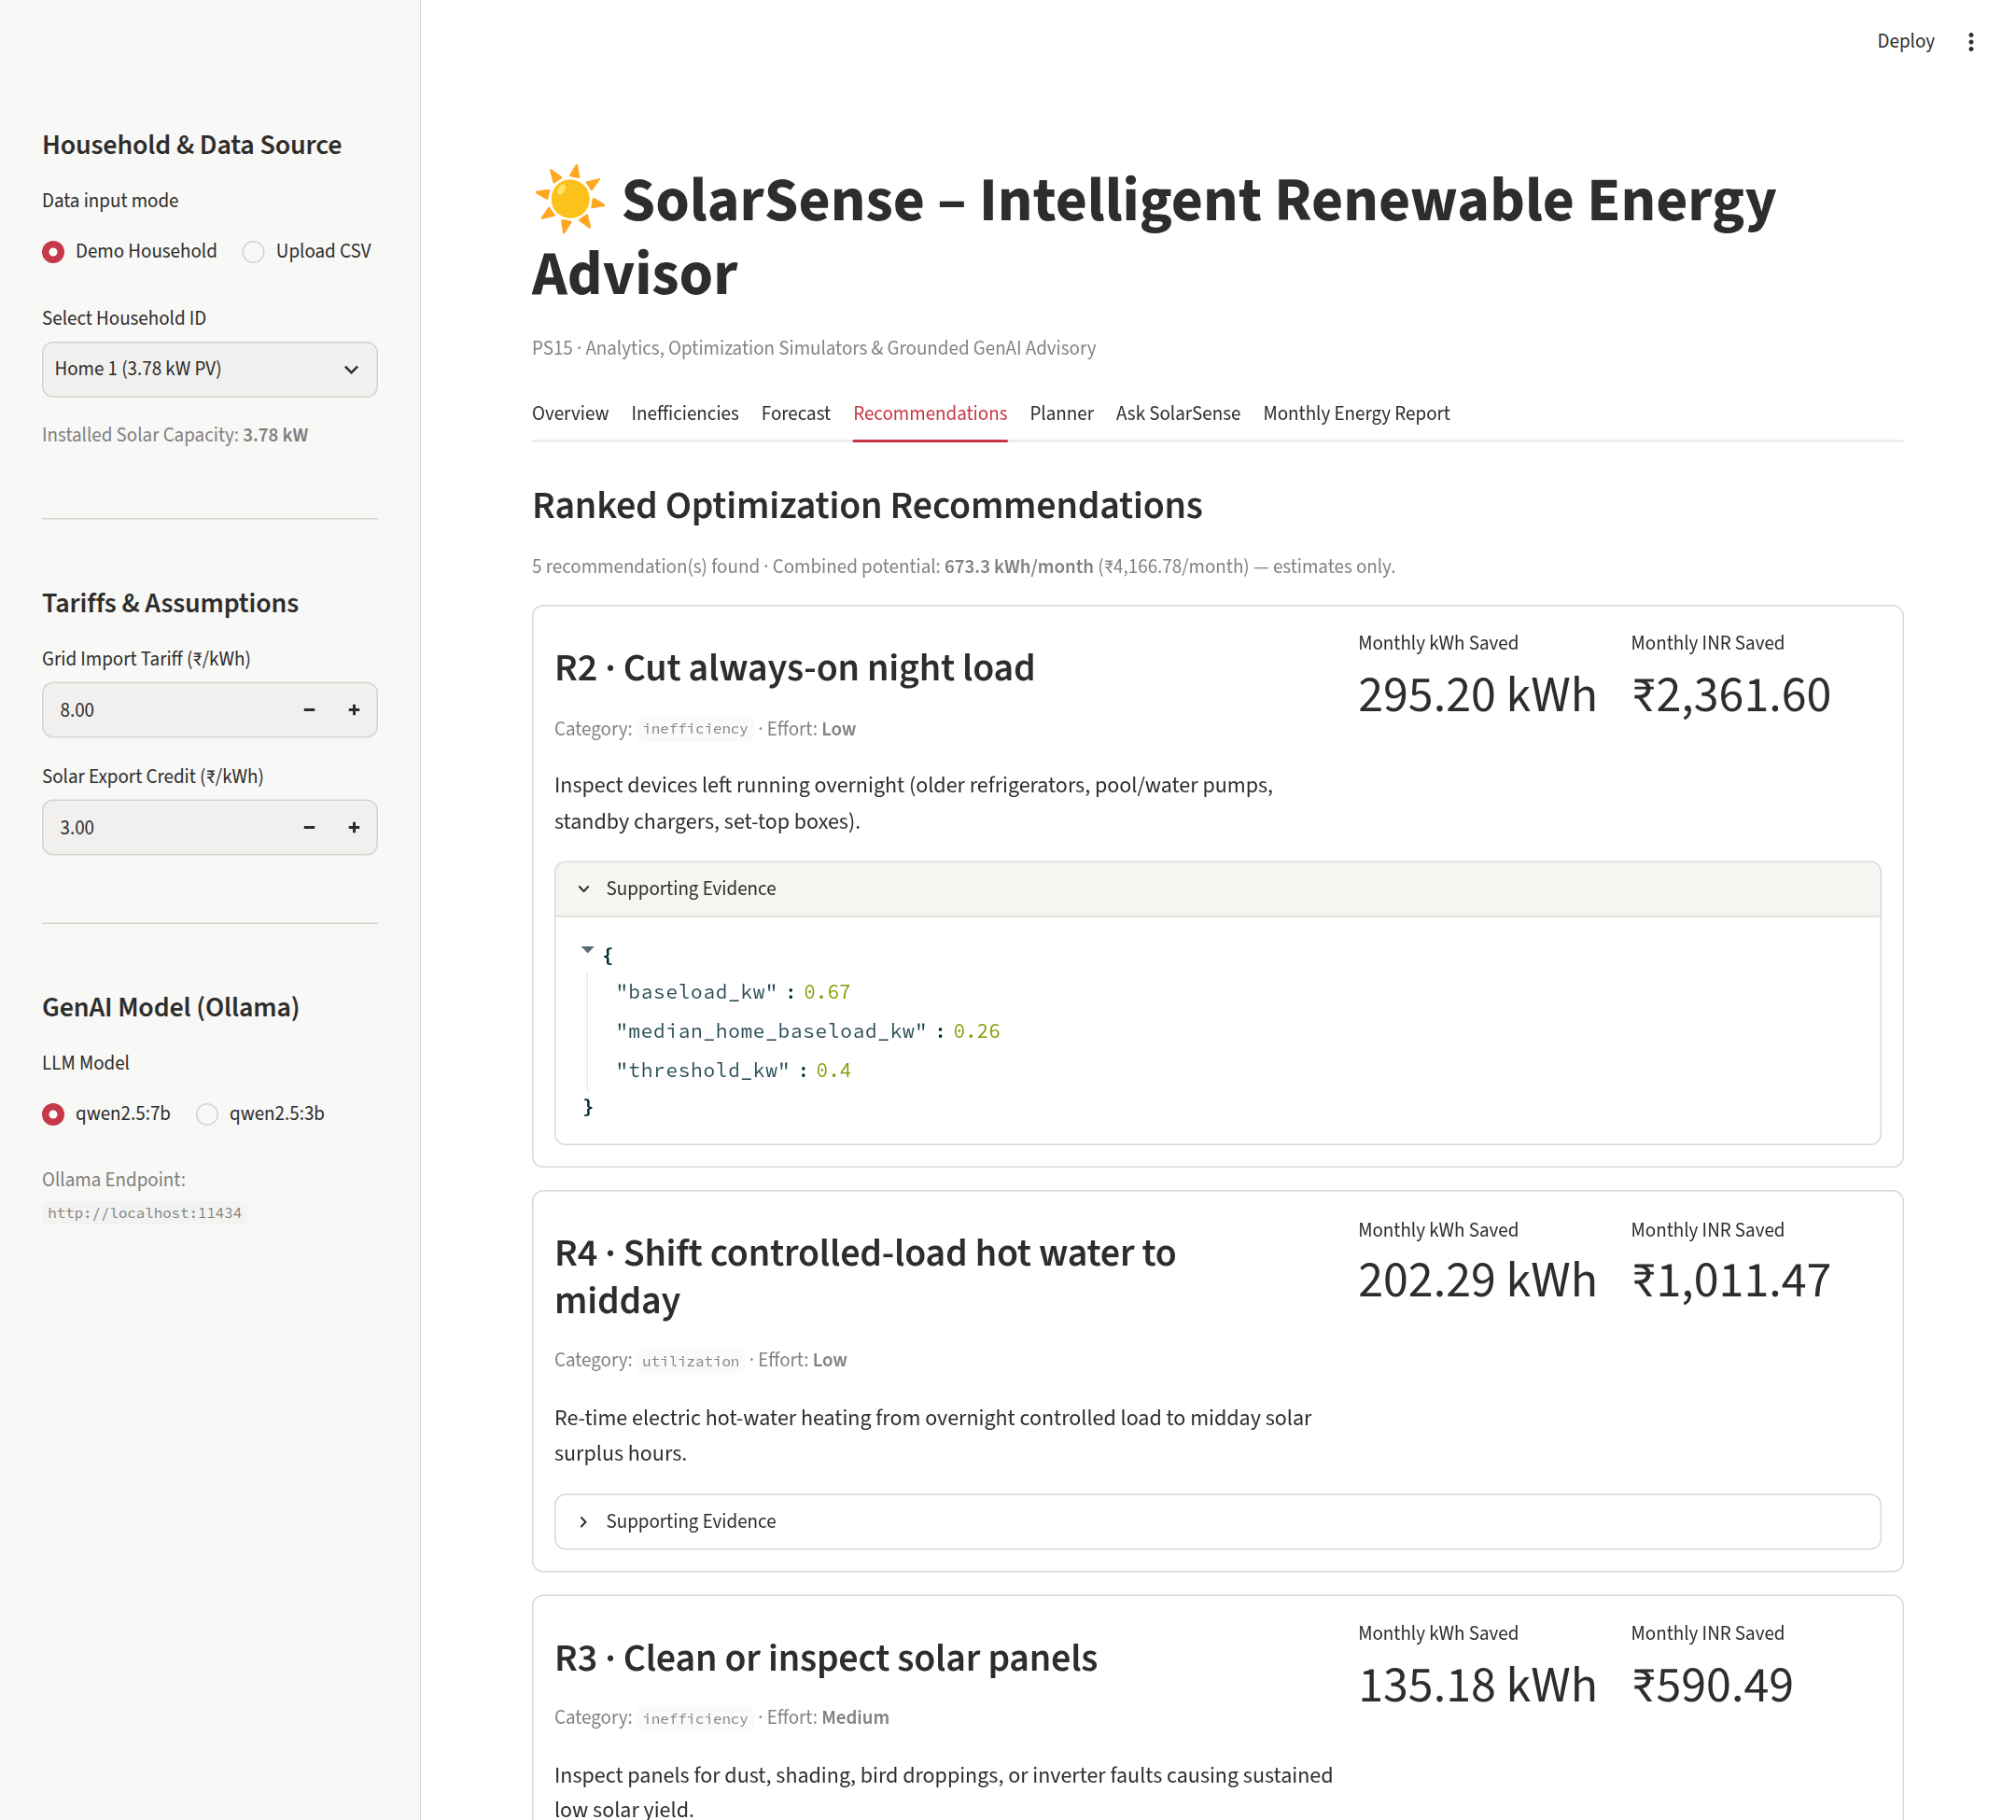 Deploy
Household & Data Source
Data input mode
Demo Household
Upload CSV
Select Household ID
Home 1 (3.78 kW PV)
Installed Solar Capacity: 3.78 kW
Tariffs & Assumptions
Grid Import Tariff (₹/kWh)
8.00
Solar Export Credit (₹/kWh)
3.00
GenAI Model (Ollama)
LLM Model
qwen2.5:7b
qwen2.5:3b
Ollama Endpoint:
http://localhost:11434
☀️ SolarSense – Intelligent Renewable Energy
Advisor
PS15 · Analytics, Optimization Simulators & Grounded GenAI Advisory
Overview Inefficiencies Forecast Recommendations Planner Ask SolarSense Monthly Energy Report
Ranked Optimization Recommendations
5 recommendation(s) found · Combined potential: 673.3 kWh/month (₹4,166.78/month) — estimates only.
R2 · Cut always-on night load
Category: inefficiency · Effort: Low
Inspect devices left running overnight (older refrigerators, pool/water pumps,
standby chargers, set-top boxes).
Monthly kWh Saved
295.20 kWh
Monthly INR Saved
₹2,361.60
Supporting Evidence
{
"baseload_kw" : 0.67
"median_home_baseload_kw" : 0.26
"threshold_kw" : 0.4
}
R4 · Shift controlled-load hot water to
midday
Category: utilization · Effort: Low
Re-time electric hot-water heating from overnight controlled load to midday solar
surplus hours.
Monthly kWh Saved
202.29 kWh
Monthly INR Saved
₹1,011.47
Supporting Evidence
R3 · Clean or inspect solar panels
Category: inefficiency · Effort: Medium
Inspect panels for dust, shading, bird droppings, or inverter faults causing sustained
low solar yield.
Monthly kWh Saved
135.18 kWh
Monthly INR Saved
₹590.49